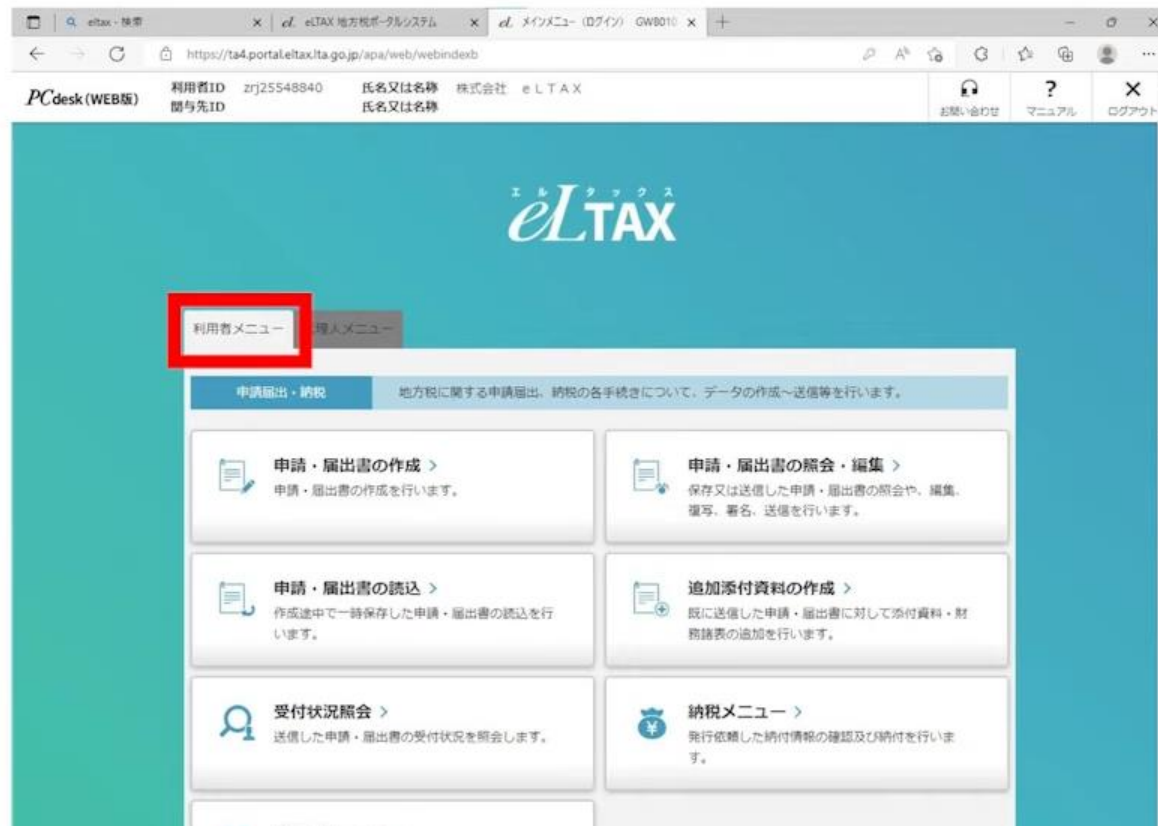 eltax - 検索
eL eLTAX 地方税ポータルシステム
eL メインメニュー (ログイン) GWB010
https://ta4.portal.eltax.lta.go.jp/apa/web/webindexb
PCdesk (WEB版)
利用者ID zrj25548840 氏名又は名称 株式会社 eLTAX
関与先ID 氏名又は名称
お問い合わせ
? マニュアル
ログアウト
エルタックス
eLTAX
利用者メニュー
理人メニュー
申請届出・納税 地方税に関する申請届出、納税の各手続きについて、データの作成~送信等を行います。
申請・届出書の作成 >
申請・届出書の作成を行います。
申請・届出書の照会・編集 >
保存又は送信した申請・届出書の照会や、編集、
複写、署名、送信を行います。
申請・届出書の読込 >
作成途中で一時保存した申請・届出書の読込を行
います。
追加添付資料の作成 >
既に送信した申請・届出書に対して添付資料・財
務諸表の追加を行います。
受付状況照会 >
送信した申請・届出書の受付状況を照会します。
納税メニュー >
発行依頼した納付情報の確認及び納付を行いま
す。